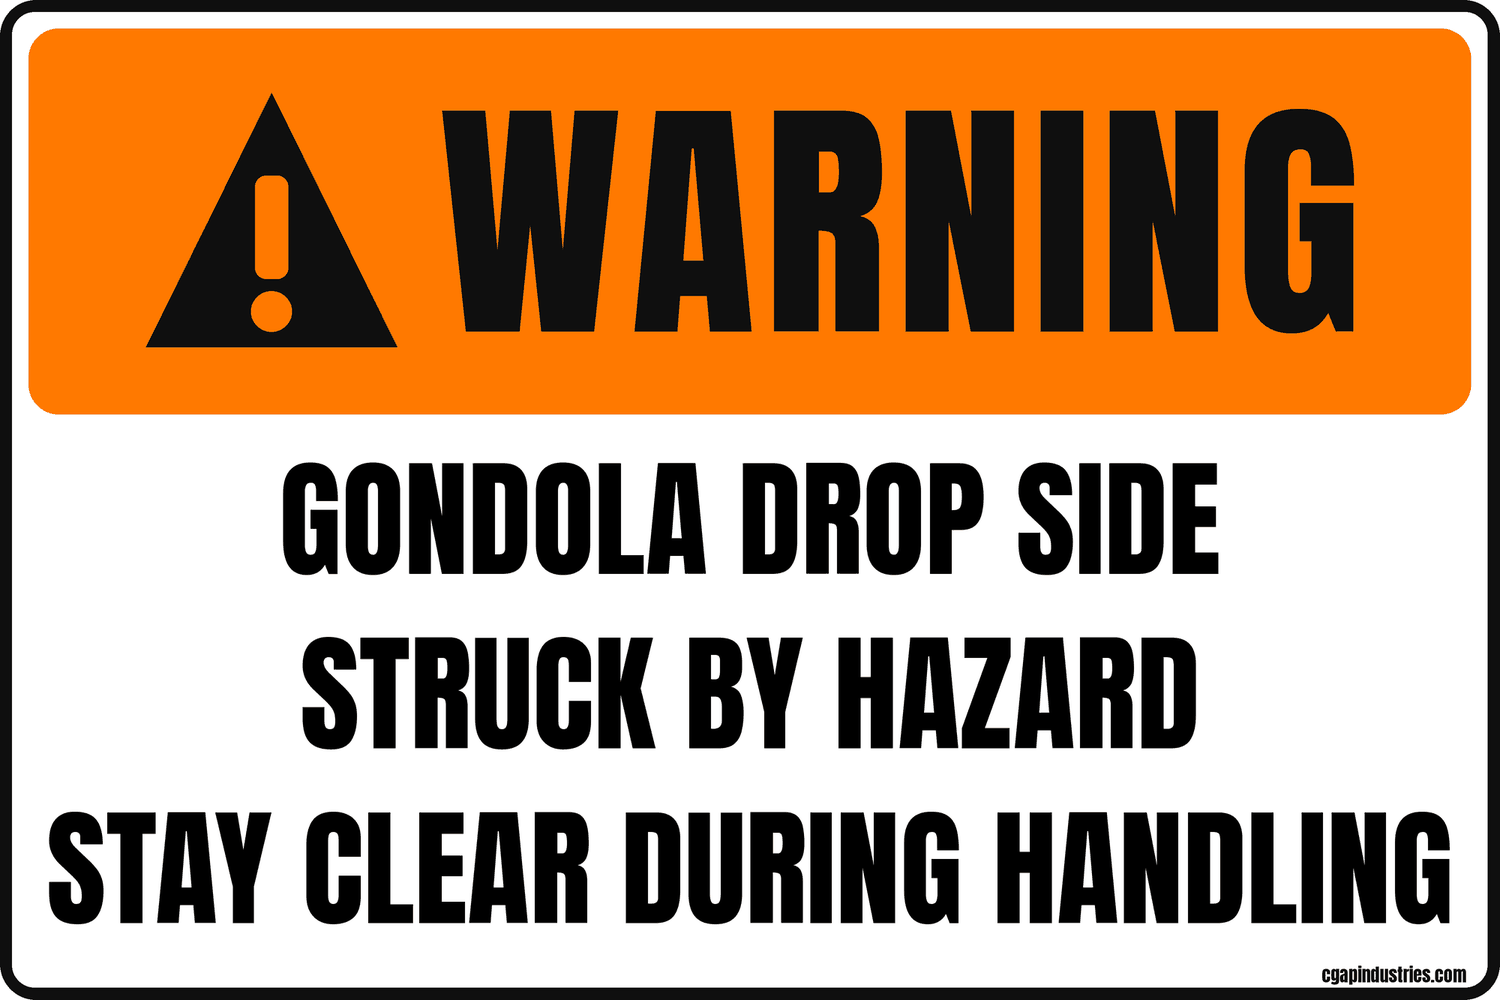 WARNING
GONDOLA DROP SIDE
STRUCK BY HAZARD
STAY CLEAR DURING HANDLING
cgapindustries.com